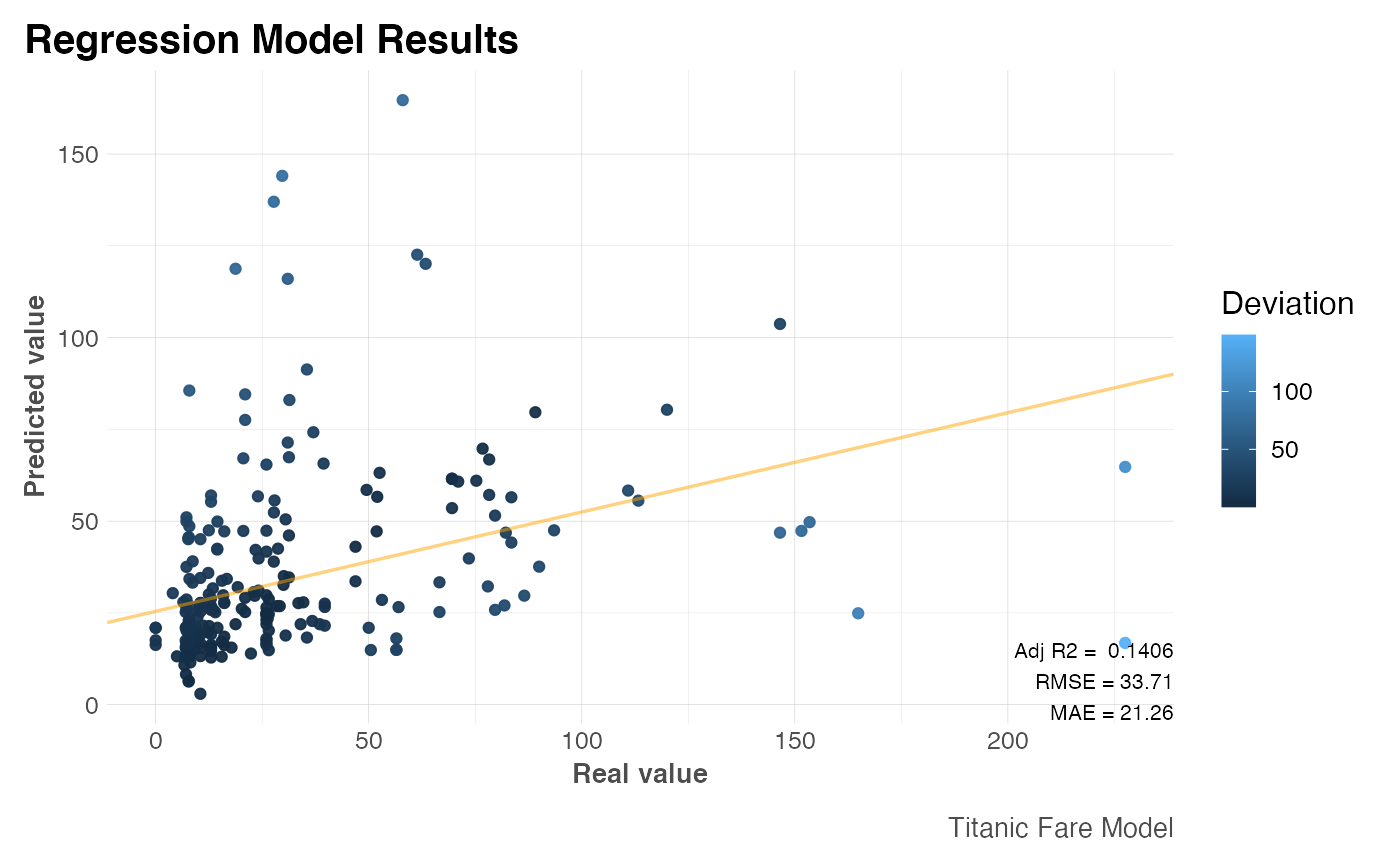 Regression Model Results
Predicted value
150
100
50
0
Adj R2 =  0.1406
RMSE = 33.71
MAE = 21.26
0
50
100
150
200
Real value
Titanic Fare Model
Deviation
100
50